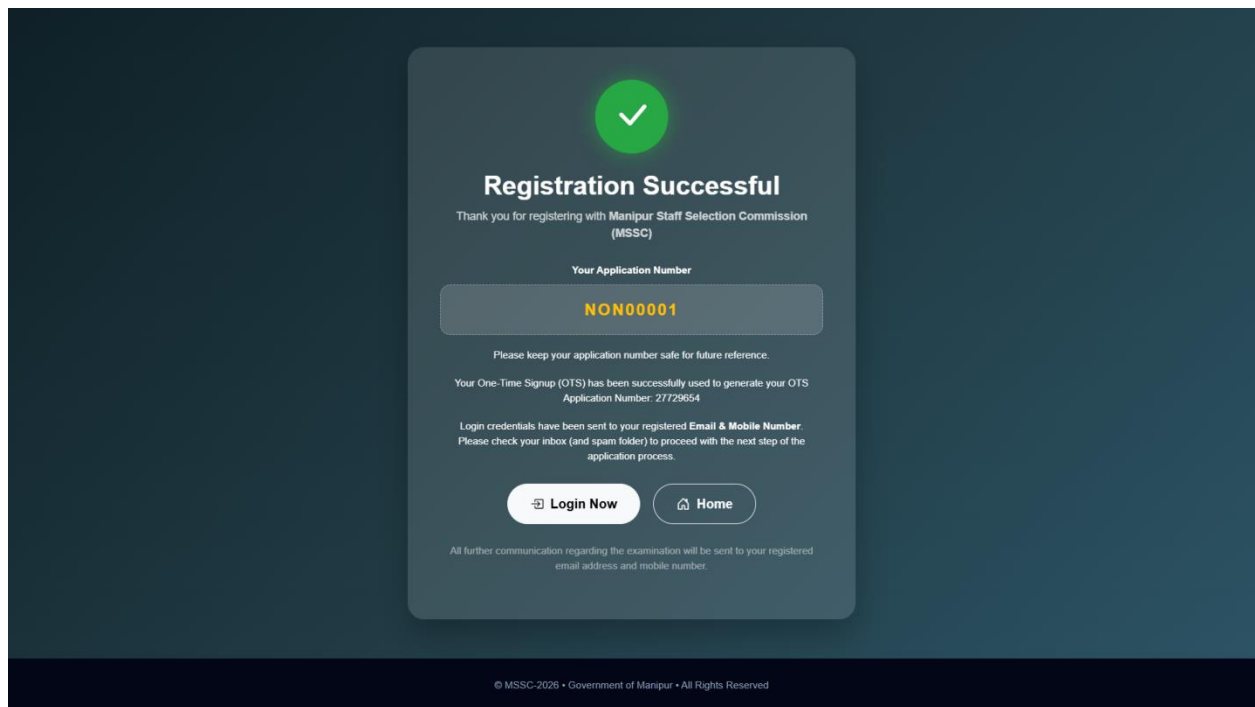 Registration Successful
Thank you for registering with Manipur Staff Selection Commission
(MSSC)
Your Application Number
NON00001
Please keep your application number safe for future reference.
Your One-Time Signup (OTS) has been successfully used to generate your OTS
Application Number: 27729654
Login credentials have been sent to your registered Email & Mobile Number.
Please check your inbox (and spam folder) to proceed with the next step of the
application process.
Login Now
Home
All further communication regarding the examination will be sent to your registered
email address and mobile number.
© MSSC-2026 • Government of Manipur • All Rights Reserved